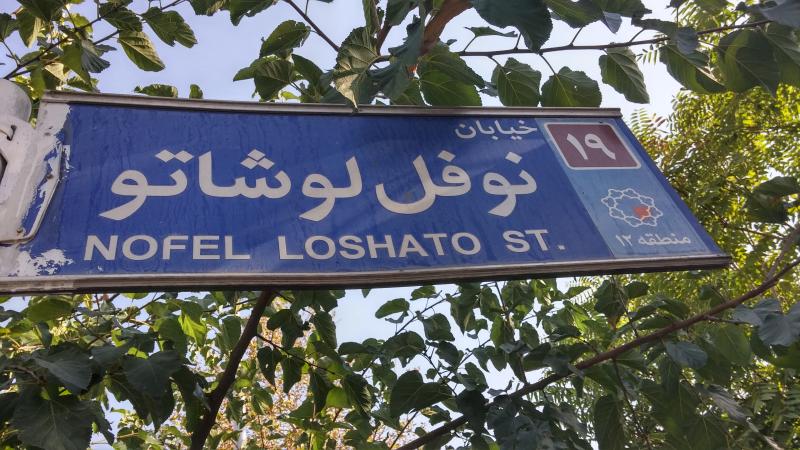 خیابان
۱۹
نوفل لوشاتو
NOFEL LOSHATO ST.
منطقه ۱۲